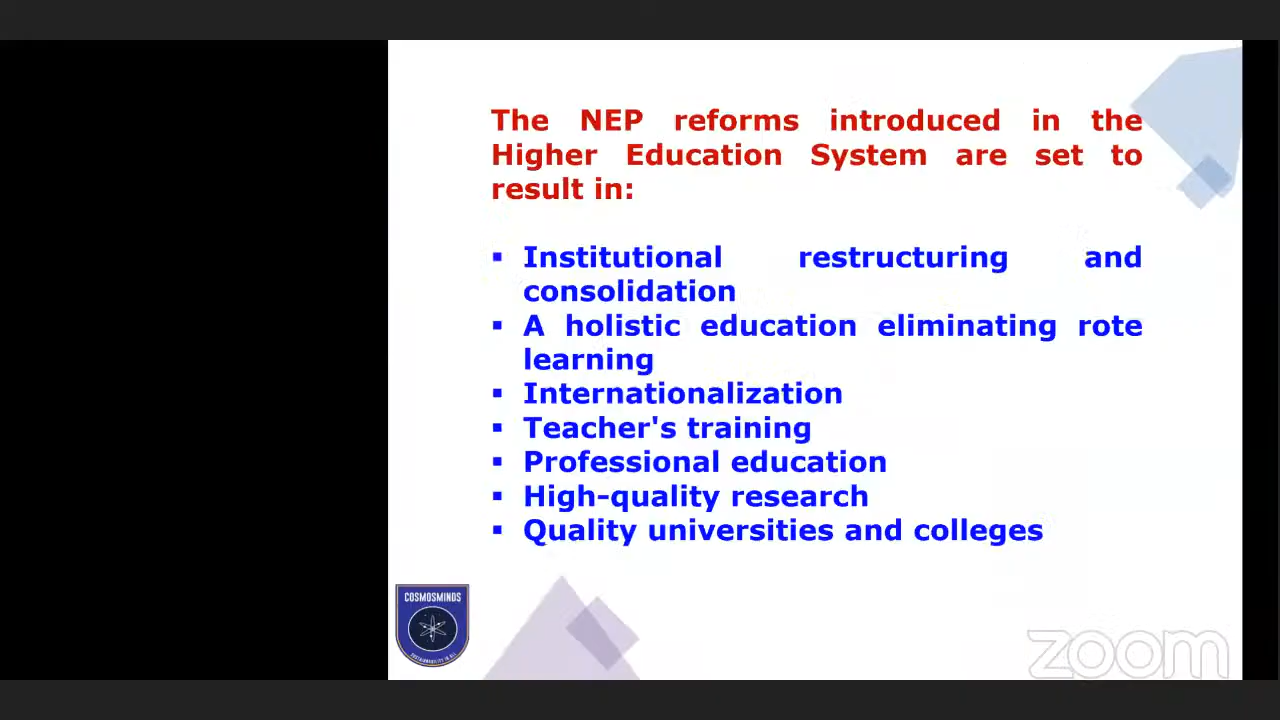 The NEP reforms introduced in the
Higher Education System are set to
result in:
▪ Institutional restructuring and
consolidation
▪ A holistic education eliminating rote
learning
▪ Internationalization
▪ Teacher's training
▪ Professional education
▪ High-quality research
▪ Quality universities and colleges
COSMOSMINDS
zoom